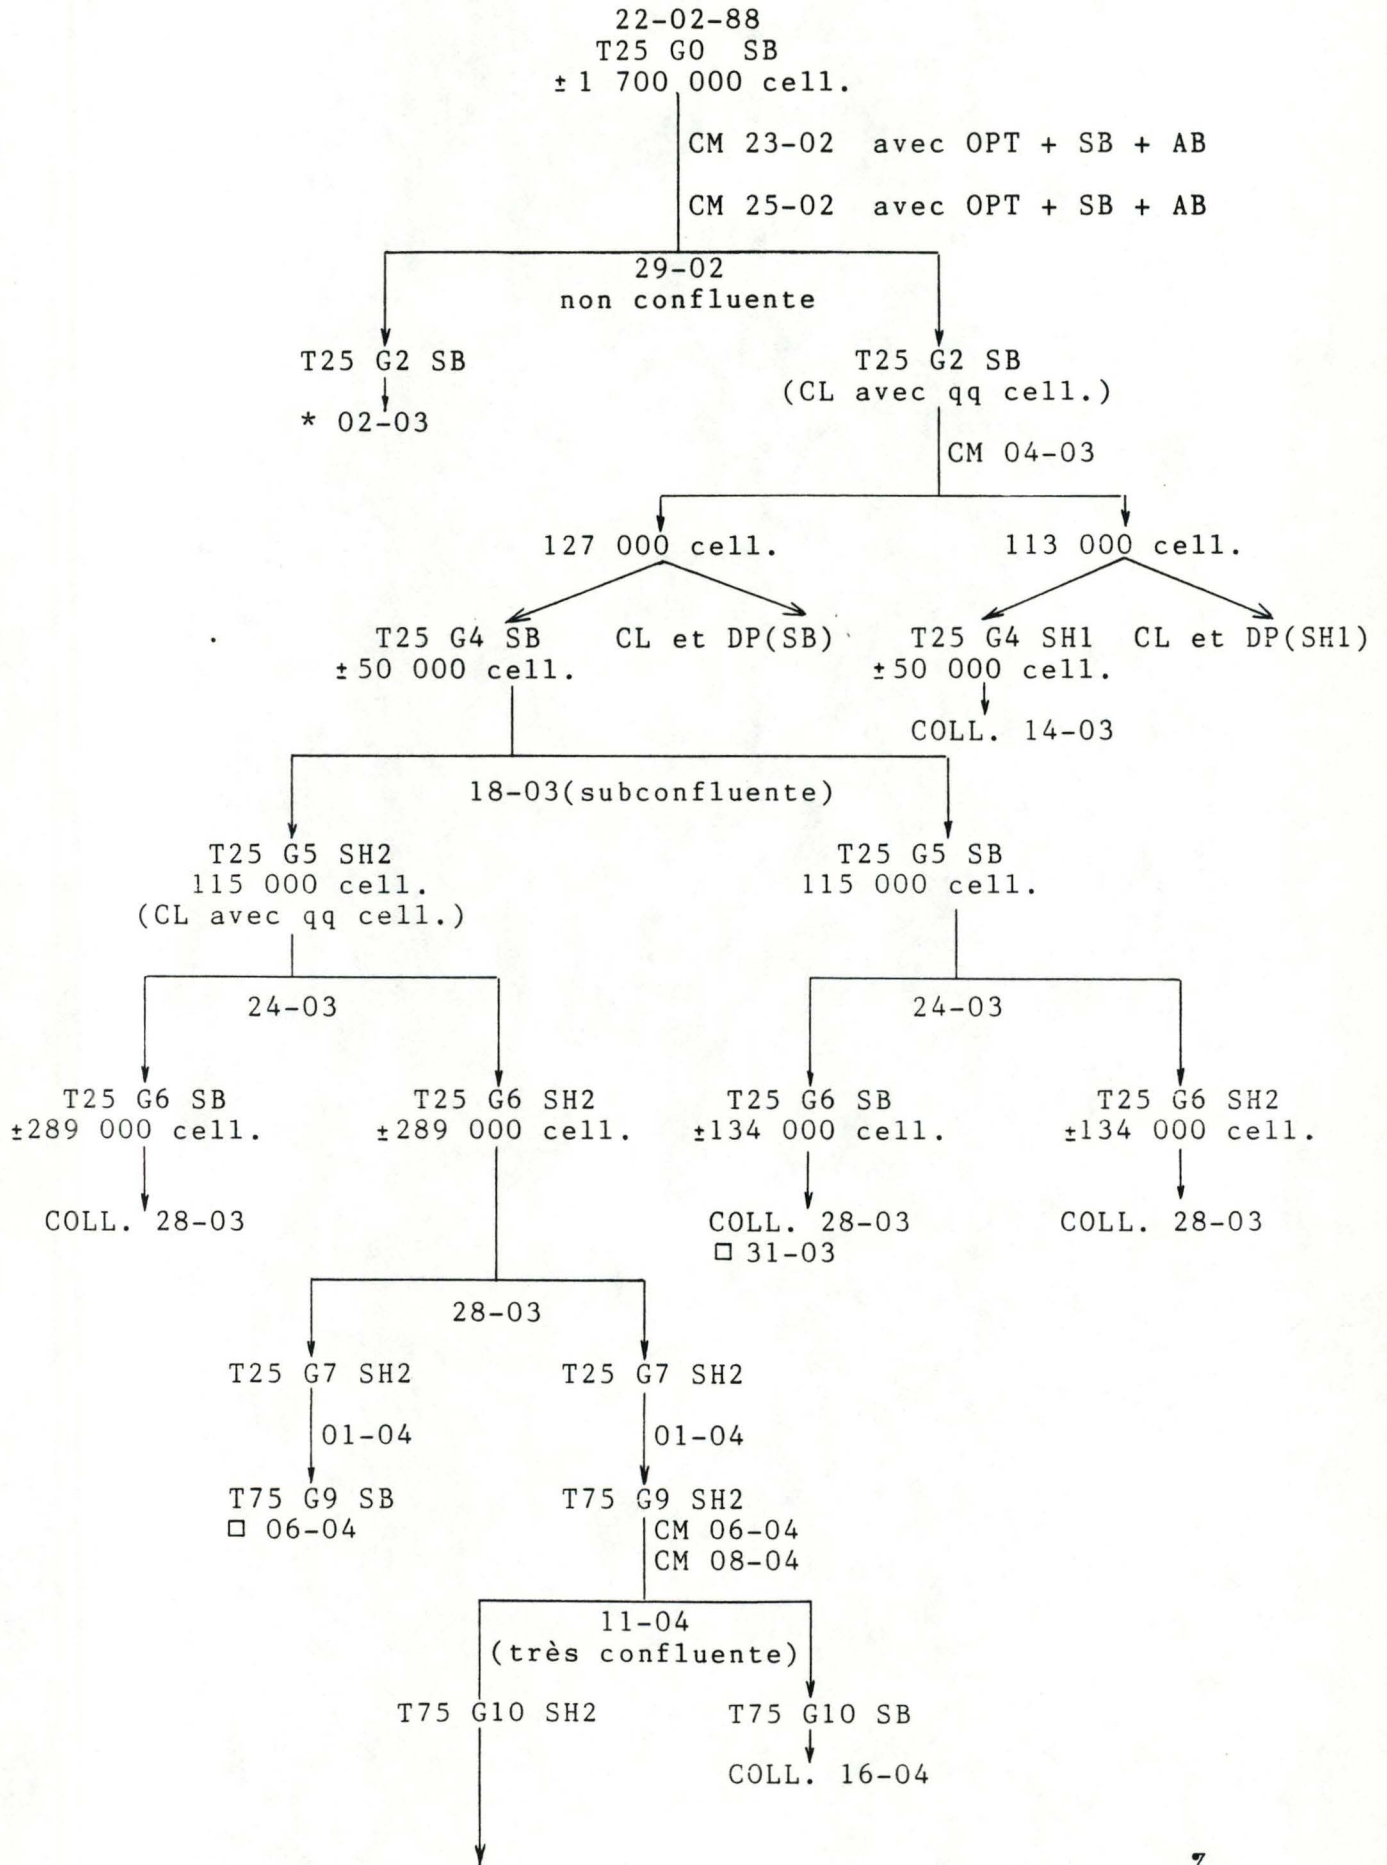 22-02-88
T25 G0 SB
±1 700 000 cell.
CM 23-02 avec OPT + SB + AB
CM 25-02 avec OPT + SB + AB
29-02
non confluente
T25 G2 SB
* 02-03
T25 G2 SB
(CL avec qq cell.)
CM 04-03
127 000 cell.
113 000 cell.
T25 G4 SB
±50 000 cell.
CL et DP(SB)
T25 G4 SH1
±50 000 cell.
CL et DP(SH1)
COLL. 14-03
18-03(subconfluente)
T25 G5 SH2
115 000 cell.
(CL avec qq cell.)
T25 G5 SB
115 000 cell.
24-03
24-03
T25 G6 SB
±289 000 cell.
COLL. 28-03
T25 G6 SH2
±289 000 cell.
T25 G6 SB
±134 000 cell.
COLL. 28-03
□ 31-03
T25 G6 SH2
±134 000 cell.
COLL. 28-03
28-03
T25 G7 SH2
01-04
T75 G9 SB
□ 06-04
T25 G7 SH2
01-04
T75 G9 SH2
CM 06-04
CM 08-04
11-04
(très confluente)
T75 G10 SH2
T75 G10 SB
COLL. 16-04